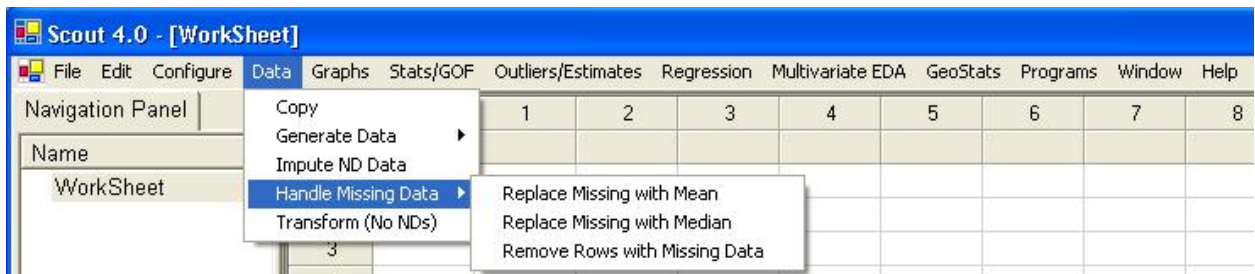 Scout 4.0 - [WorkSheet]
File Edit Configure Data Graphs Stats/GOF Outliers/Estimates Regression Multivariate EDA GeoStats Programs Window Help
Navigation Panel
1 2 3 4 5 6 7 8
Name
WorkSheet
Copy
Generate Data
Impute ND Data
Handle Missing Data
Transform (No NDs)
3
Replace Missing with Mean
Replace Missing with Median
Remove Rows with Missing Data